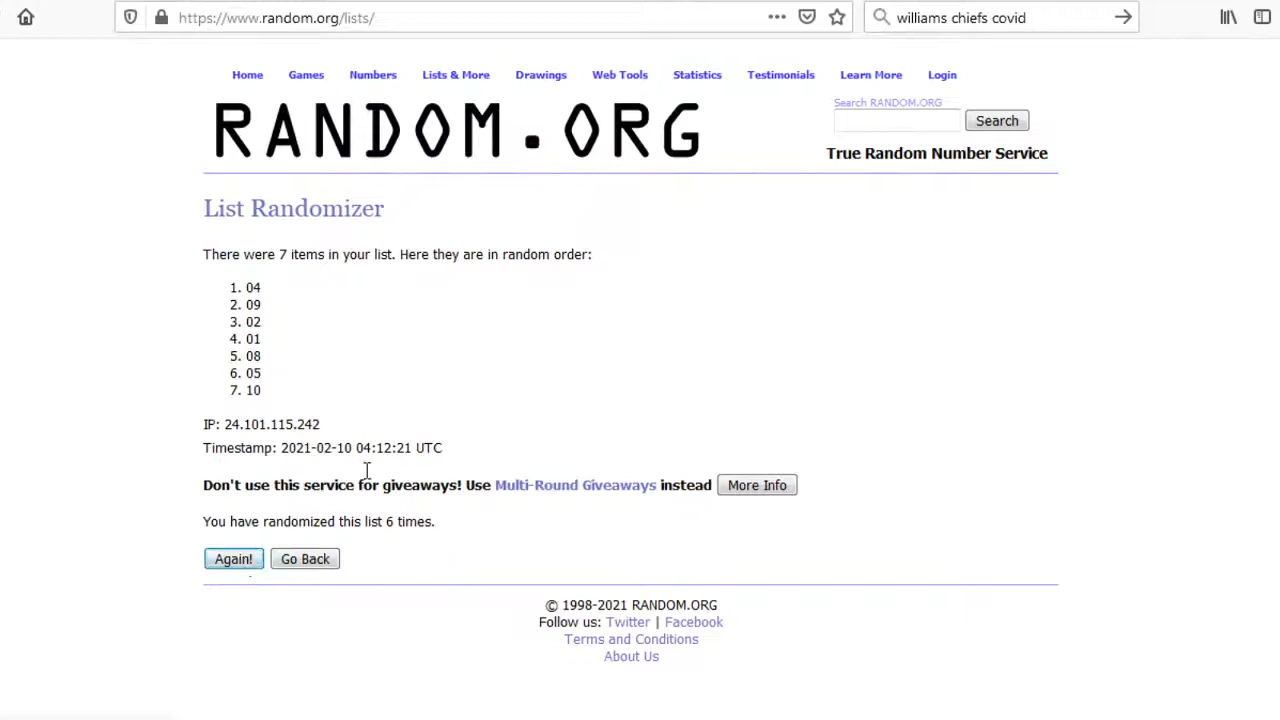 https://www.random.org/lists/
williams chiefs covid
Home Games Numbers Lists & More Drawings Web Tools Statistics Testimonials Learn More Login
RANDOM.ORG
Search RANDOM.ORG
Search
True Random Number Service
List Randomizer
There were 7 items in your list. Here they are in random order:
1. 04
2. 09
3. 02
4. 01
5. 08
6. 05
7. 10
IP: 24.101.115.242
Timestamp: 2021-02-10 04:12:21 UTC
Don't use this service for giveaways! Use Multi-Round Giveaways instead More Info
You have randomized this list 6 times.
Again! Go Back
© 1998-2021 RANDOM.ORG
Follow us: Twitter | Facebook
Terms and Conditions
About Us